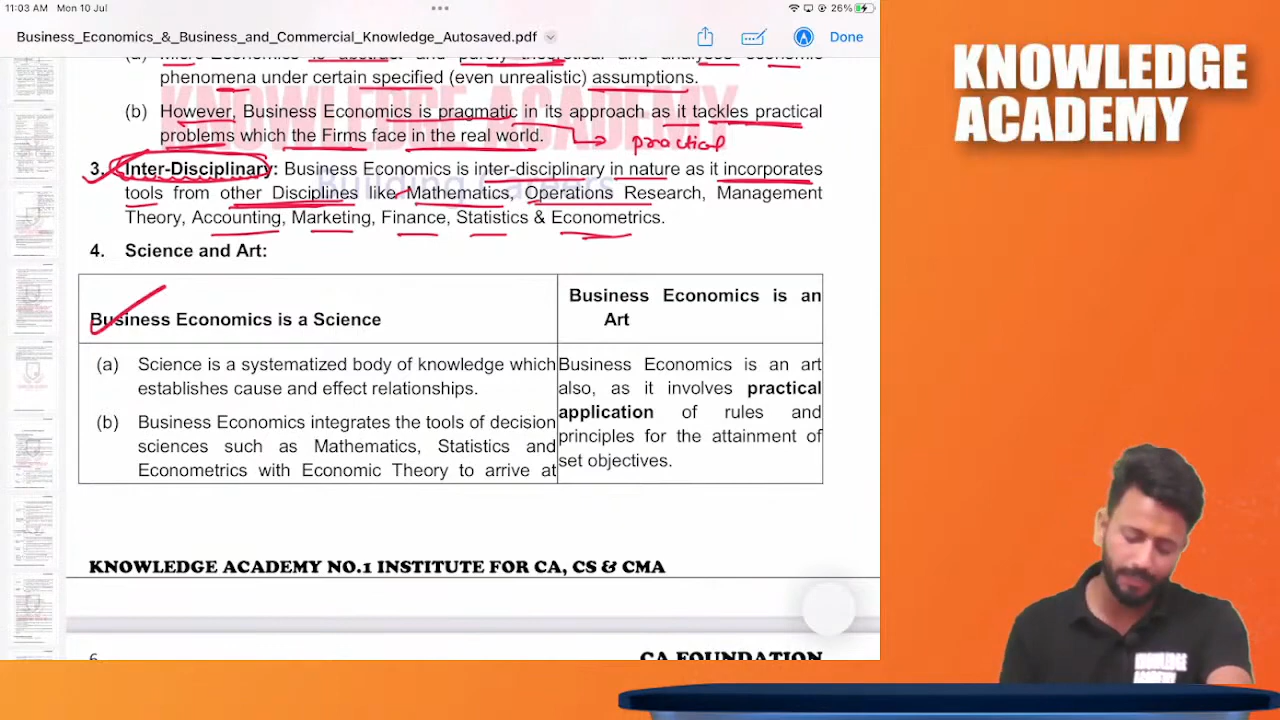 11:03 AM Mon 10 Jul
26%
Business_Economics_&_Business_and_Commercial_Knowledge_Autosaved.pdf
Done
phenomena under certain specified (even unrealistic) assumptions.
(b) However, Business Economics is pragmatic in its approach as it tackles practical
problems which the Firms face in the real world.
practical
3. Inter-Disciplinary: Business Economics is inter-disciplinary in nature as it incorporates
tools from other Disciplines like Mathematics, Operations Research, Management
Theory, Accounting, Marketing, Finance, Statistics & Econometrics.
4. Science and Art:
Business Economics is an
Business Economics is a Science
Art
(a) Science is a systematized body of knowledge which
establishes cause and effect relationship.
(b) Business Economics integrates the tools of decision
sciences such as Mathematics, Statistics and
Econometrics with Economic Theory to arrive at
Business Economics is an art
also, as it involves practical
application of rules and
principles for the attainment of
set objectives.
KNOWLEDGE ACADEMY NO.1 INSTITUTE FOR CA, CS & CMA
6
CA FOUNDATION
KNOWLEDGE
ACADEMY
KNOWLEDGE
ACADEMY